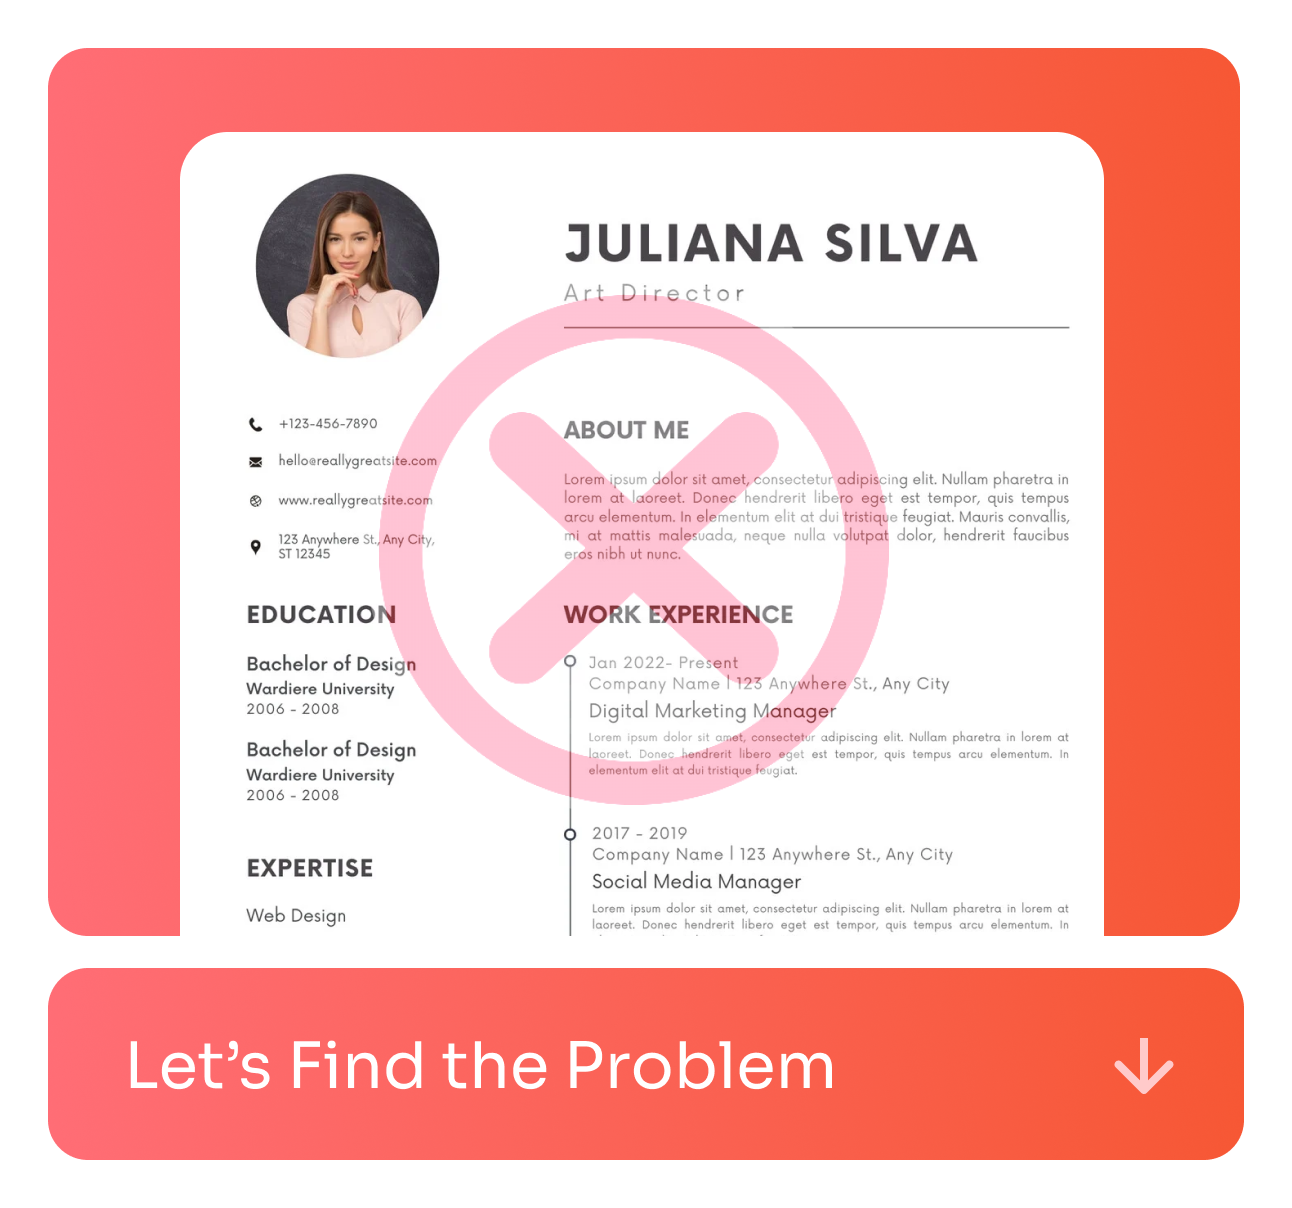 JULIANA SILVA
Art Director
+123-456-7890
hello@reallygreatsite.com
www.reallygreatsite.com
123 Anywhere St., Any City,
ST 12345
EDUCATION
Bachelor of Design
Wardiere University
2006 - 2008
Bachelor of Design
Wardiere University
2006 - 2008
EXPERTISE
Web Design
ABOUT ME
Lorem ipsum dolor sit amet, consectetur adipiscing elit. Nullam pharetra in
lorem at laoreet. Donec hendrerit libero eget est tempor, quis tempus
arcu elementum. In elementum elit at dui tristique feugiat. Mauris convallis,
mi at mattis malesuada, neque nulla volutpat dolor, hendrerit faucibus
eros nibh ut nunc.
WORK EXPERIENCE
Jan 2022- Present
Company Name | 123 Anywhere St., Any City
Digital Marketing Manager
Lorem ipsum dolor sit amet, consectetur adipiscing elit. Nullam pharetra in lorem at
laoreet. Donec hendrerit libero eget est tempor, quis tempus arcu elementum. In
elementum elit at dui tristique feugiat.
2017 - 2019
Company Name | 123 Anywhere St., Any City
Social Media Manager
Lorem ipsum dolor sit amet, consectetur adipiscing elit. Nullam pharetra in lorem at
laoreet. Donec hendrerit libero eget est tempor, quis tempus arcu elementum. In
Let's Find the Problem